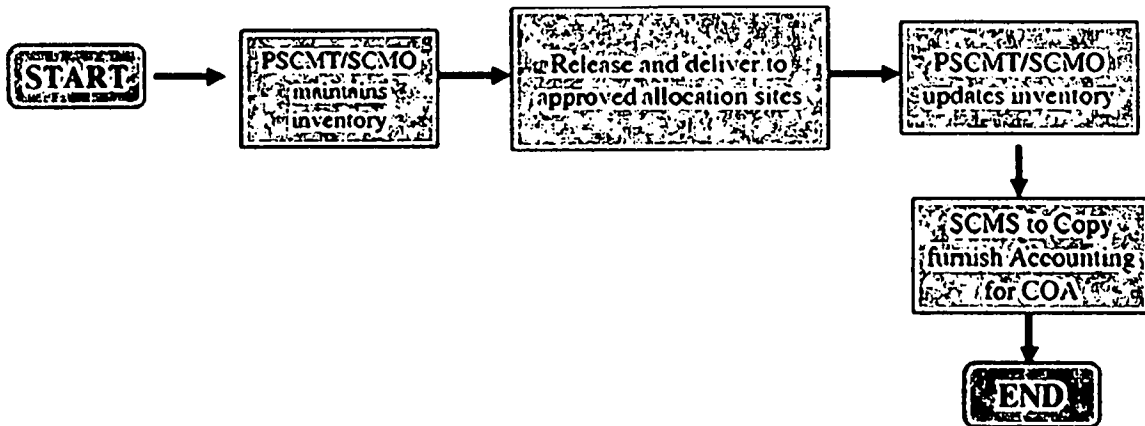 START
PSCMT/SCMO
maintains
inventory
Release and deliver to
approved allocation sites
PSCMT/SCMO
updates inventory
SCMS to Copy
furnish Accounting
for COA
END